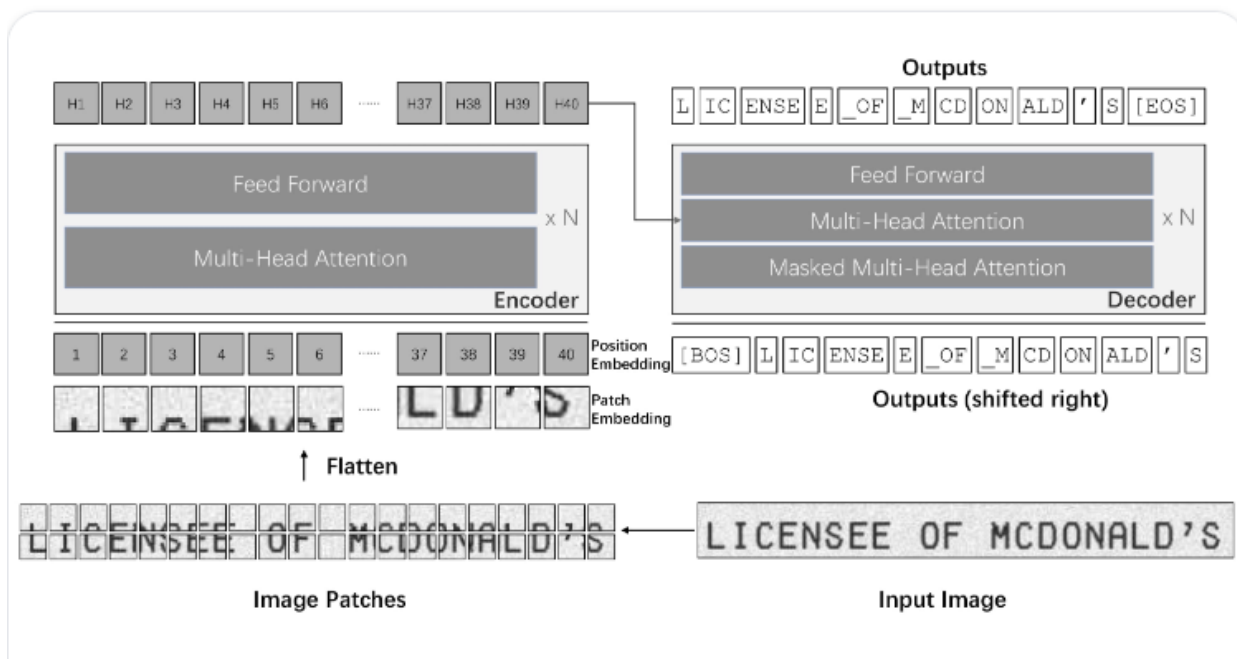 Outputs
H1 H2 H3 H4 H5 H6 ...... H37 H38 H39 H40
L IC ENSE E _OF _M CD ON ALD ' S [EOS]
Feed Forward
Multi-Head Attention
x N
Encoder
Feed Forward
Multi-Head Attention
Masked Multi-Head Attention
x N
Decoder
1 2 3 4 5 6 ...... 37 38 39 40
Position
Embedding
[BOS] L IC ENSE E _OF _M CD ON ALD ' S
LICENSE ...... LD'S
Patch
Embedding
Outputs (shifted right)
Flatten
LICENSEE OF MCDONALD'S
LICENSEE OF MCDONALD'S
Image Patches
Input Image